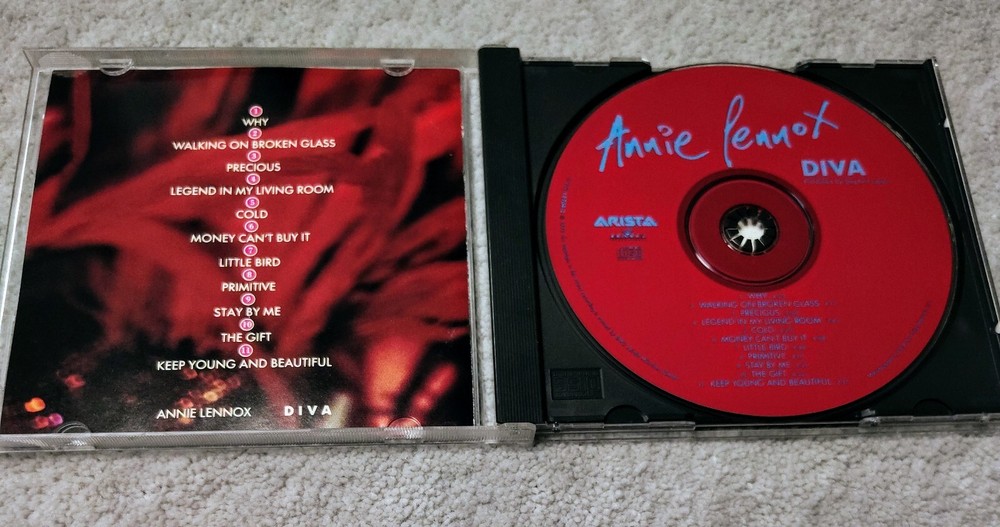 1
WHY
2
WALKING ON BROKEN GLASS
3
PRECIOUS
4
LEGEND IN MY LIVING ROOM
5
COLD
6
MONEY CAN'T BUY IT
7
LITTLE BIRD
8
PRIMITIVE
9
STAY BY ME
10
THE GIFT
11
KEEP YOUNG AND BEAUTIFUL
ANNIE LENNOX DIVA
Annie Lennox
DIVA
ARISTA
WHY
WALKING ON BROKEN GLASS
PRECIOUS
LEGEND IN MY LIVING ROOM
COLD
MONEY CAN'T BUY IT
LITTLE BIRD
PRIMITIVE
STAY BY ME
THE GIFT
KEEP YOUNG AND BEAUTIFUL